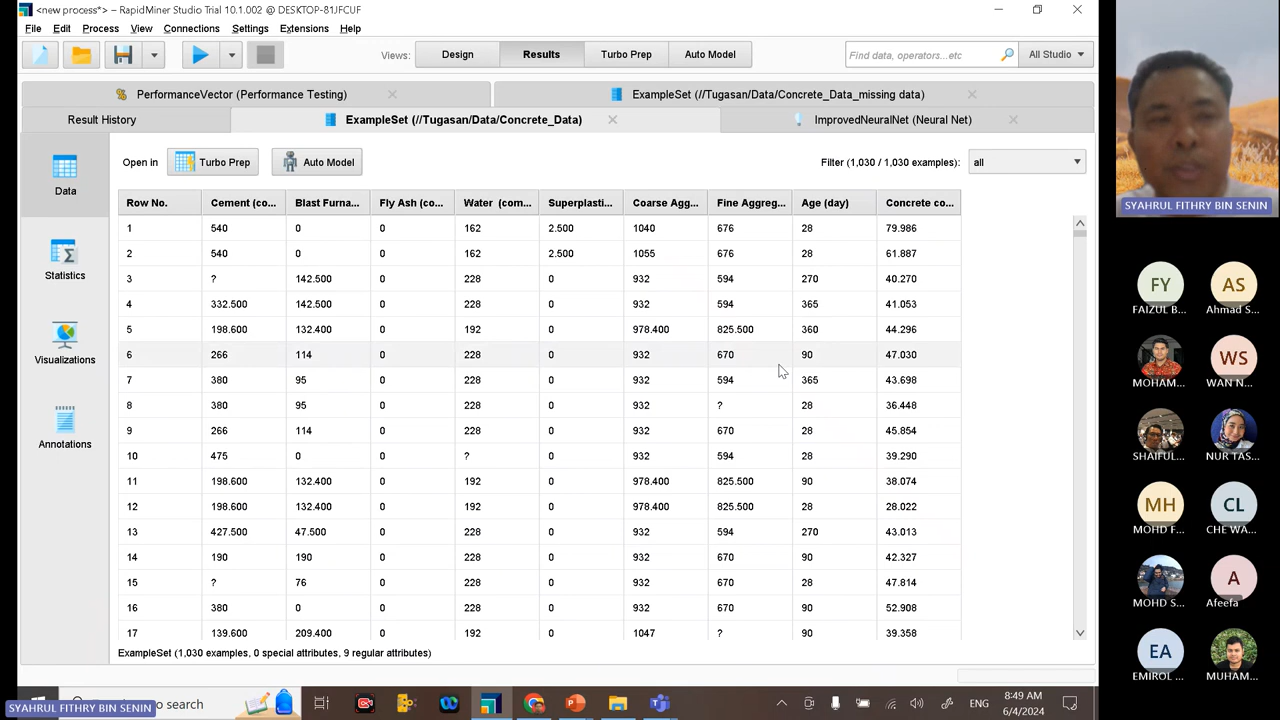 <new process*> – RapidMiner Studio Trial 10.1.002 @ DESKTOP-81JFCUF
File Edit Process View Connections Settings Extensions Help
Views: Design Results Turbo Prep Auto Model Find data, operators...etc All Studio
PerformanceVector (Performance Testing) ExampleSet (//Tugasan/Data/Concrete_Data_missing data)
Result History ExampleSet (//Tugasan/Data/Concrete_Data) ImprovedNeuralNet (Neural Net)
Open in Turbo Prep Auto Model Filter (1,030 / 1,030 examples): all
Data
Statistics
Visualizations
Annotations
Row No. Cement (co... Blast Furna... Fly Ash (co... Water (com... Superplasti... Coarse Agg... Fine Aggreg... Age (day) Concrete co...
1 540 0 0 162 2.500 1040 676 28 79.986
2 540 0 0 162 2.500 1055 676 28 61.887
3 ? 142.500 0 228 0 932 594 270 40.270
4 332.500 142.500 0 228 0 932 594 365 41.053
5 198.600 132.400 0 192 0 978.400 825.500 360 44.296
6 266 114 0 228 0 932 670 90 47.030
7 380 95 0 228 0 932 594 365 43.698
8 380 95 0 228 0 932 ? 28 36.448
9 266 114 0 228 0 932 670 28 45.854
10 475 0 0 ? 0 932 594 28 39.290
11 198.600 132.400 0 192 0 978.400 825.500 90 38.074
12 198.600 132.400 0 192 0 978.400 825.500 28 28.022
13 427.500 47.500 0 228 0 932 594 270 43.013
14 190 190 0 228 0 932 670 90 42.327
15 ? 76 0 228 0 932 670 28 47.814
16 380 0 0 228 0 932 670 90 52.908
17 139.600 209.400 0 192 0 1047 ? 90 39.358
ExampleSet (1,030 examples, 0 special attributes, 9 regular attributes)
SYAHRUL FITHRY BIN SENIN
FY AS
FAIZUL B... Ahmad S...
WS
MOHAM... WAN N...
SHAIFUL... NUR TAS...
MH CL
MOHD F... CHE WA...
A
MOHD S... Afeefa
EA
EMIROL ... MUHAM...
SYAHRUL FITHRY BIN SENIN
to search
ENG
8:49 AM
6/4/2024